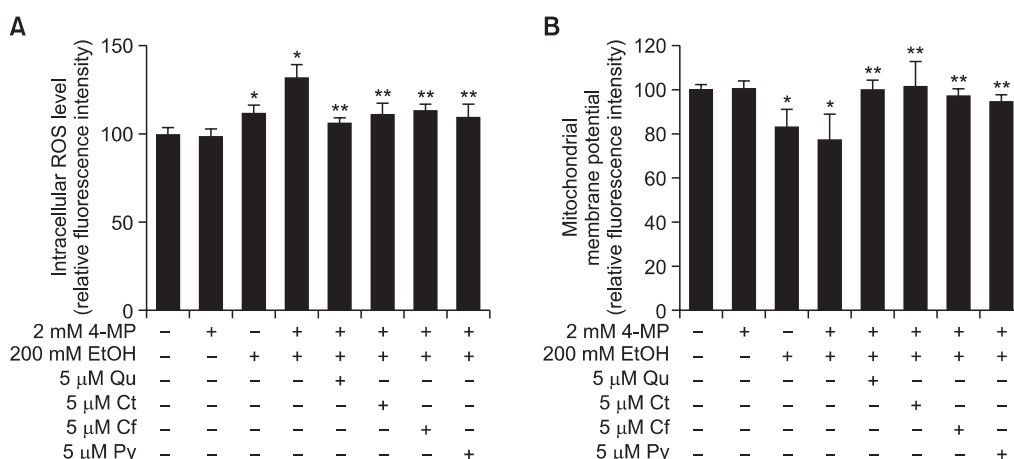 A
Intracellular ROS level
(relative fluorescence intensity)
150
100
50
0
* * ** ** ** **
2 mM 4-MP – + – + + + + +
200 mM EtOH – – + + + + + +
5 μM Qu – – – – + – – –
5 μM Ct – – – – – + – –
5 μM Cf – – – – – – + –
5 μM Py – – – – – – – +
B
Mitochondrial
membrane potential
(relative fluorescence intensity)
120
100
80
60
40
20
0
* * ** ** ** **
2 mM 4-MP – + – + + + + +
200 mM EtOH – – + + + + + +
5 μM Qu – – – – + – – –
5 μM Ct – – – – – + – –
5 μM Cf – – – – – – + –
5 μM Py – – – – – – – +